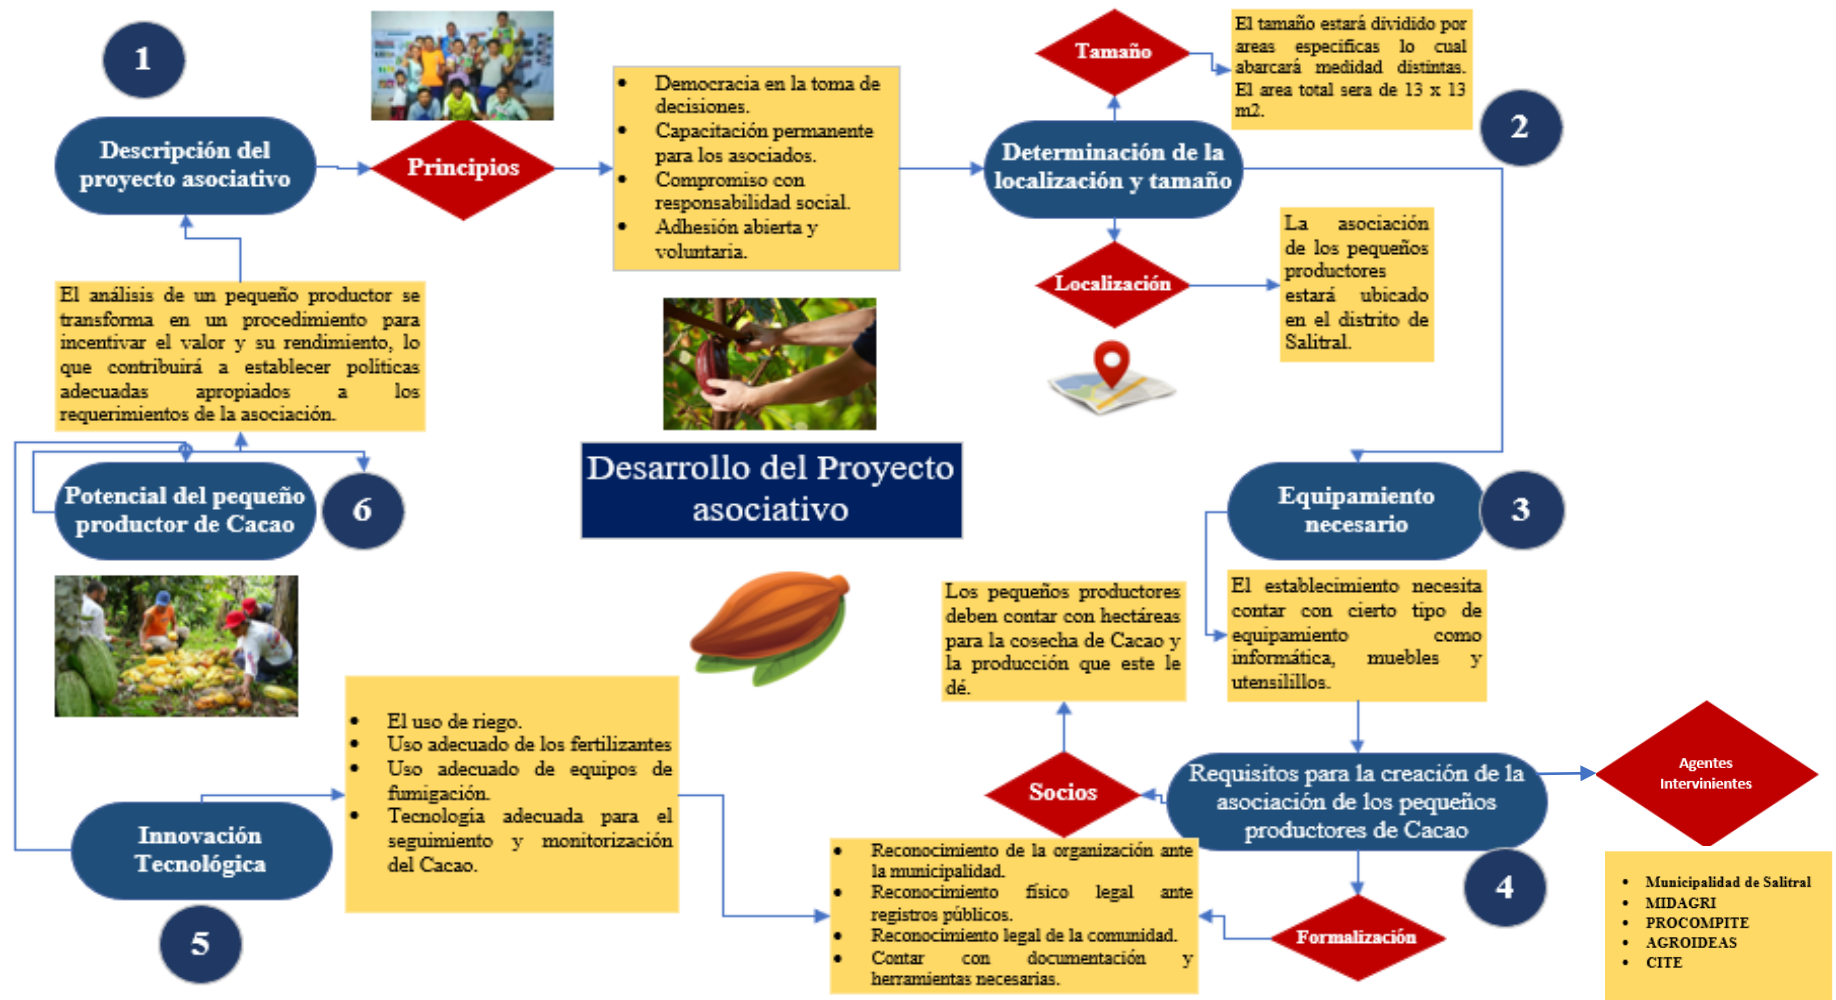 1
Descripción del
proyecto asociativo
Principios
• Democracia en la toma de
decisiones.
• Capacitación permanente
para los asociados.
• Compromiso con
responsabilidad social.
• Adhesión abierta y
voluntaria.
Tamaño
El tamaño estará dividido por
areas especificas lo cual
abarcará medidad distintas.
El area total sera de 13 x 13
m2.
2
Determinación de la
localización y tamaño
Localización
La asociación
de los pequeños
productores
estará ubicado
en el distrito de
Salitral.
El análisis de un pequeño productor se
transforma en un procedimiento para
incentivar el valor y su rendimiento, lo
que contribuirá a establecer políticas
adecuadas apropiados a los
requerimientos de la asociación.
Potencial del pequeño
productor de Cacao
6
Desarrollo del Proyecto
asociativo
Equipamiento
necesario
3
El establecimiento necesita
contar con cierto tipo de
equipamiento como
informática, muebles y
utensilillos.
Los pequeños productores
deben contar con hectáreas
para la cosecha de Cacao y
la producción que este le
dé.
Socios
Requisitos para la creación de la
asociación de los pequeños
productores de Cacao
4
Agentes
Intervinientes
• Municipalidad de Salitral
• MIDAGRI
• PROCOMPITE
• AGROIDEAS
• CITE
Formalización
• Reconocimiento de la organización ante
la municipalidad.
• Reconocimiento físico legal ante
registros públicos.
• Reconocimiento legal de la comunidad.
• Contar con documentación y
herramientas necesarias.
• El uso de riego.
• Uso adecuado de los fertilizantes
• Uso adecuado de equipos de
fumigación.
• Tecnología adecuada para el
seguimiento y monitorización
del Cacao.
Innovación
Tecnológica
5